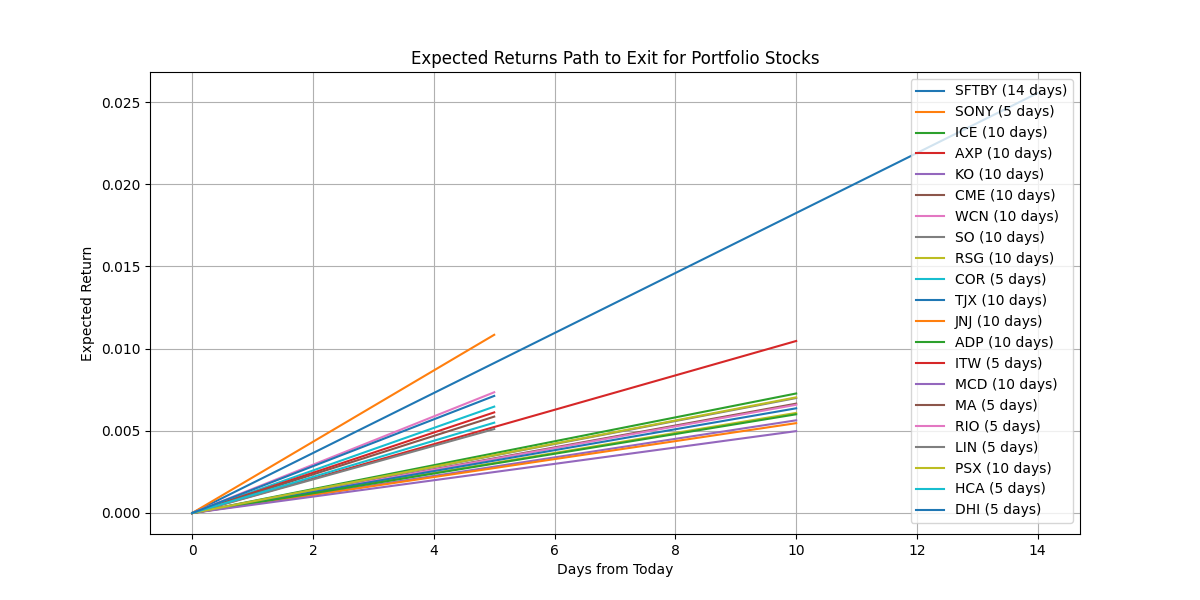 Expected Returns Path to Exit for Portfolio Stocks
Expected Return
0.025
0.020
0.015
0.010
0.005
0.000
SFTBY (14 days)
SONY (5 days)
ICE (10 days)
AXP (10 days)
KO (10 days)
CME (10 days)
WCN (10 days)
SO (10 days)
RSG (10 days)
COR (5 days)
TJX (10 days)
JNJ (10 days)
ADP (10 days)
ITW (5 days)
MCD (10 days)
MA (5 days)
RIO (5 days)
LIN (5 days)
PSX (10 days)
HCA (5 days)
DHI (5 days)
0 2 4 6 8 10 12 14
Days from Today